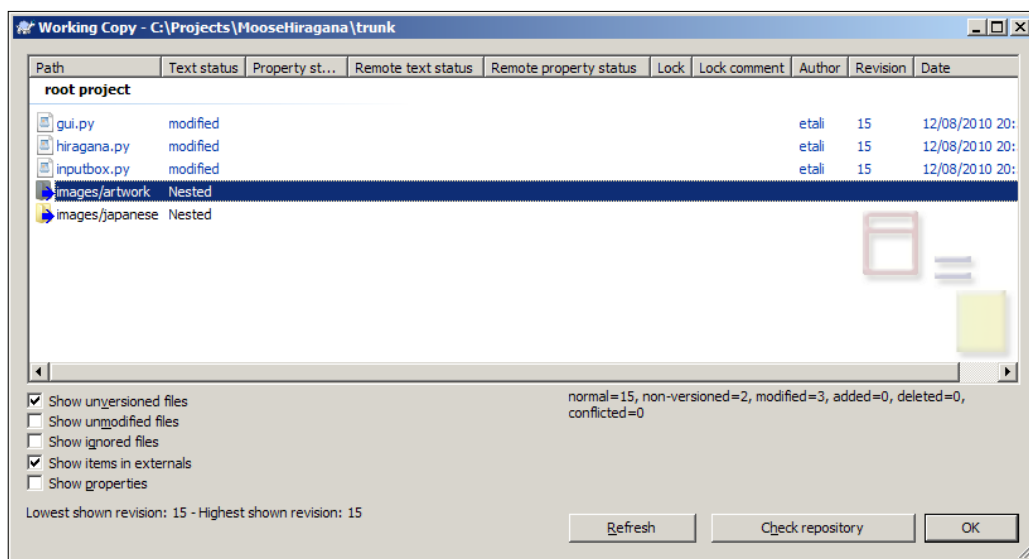 Working Copy - C:\Projects\MooseHiragana\trunk
Path Text status Property st... Remote text status Remote property status Lock Lock comment Author Revision Date
root project
gui.py modified etali 15 12/08/2010 20:
hiragana.py modified etali 15 12/08/2010 20:
inputbox.py modified etali 15 12/08/2010 20:
images/artwork Nested
images/japanese Nested
Show unversioned files
Show unmodified files
Show ignored files
Show items in externals
Show properties
normal=15, non-versioned=2, modified=3, added=0, deleted=0,
conflicted=0
Lowest shown revision: 15 - Highest shown revision: 15
Refresh Check repository OK